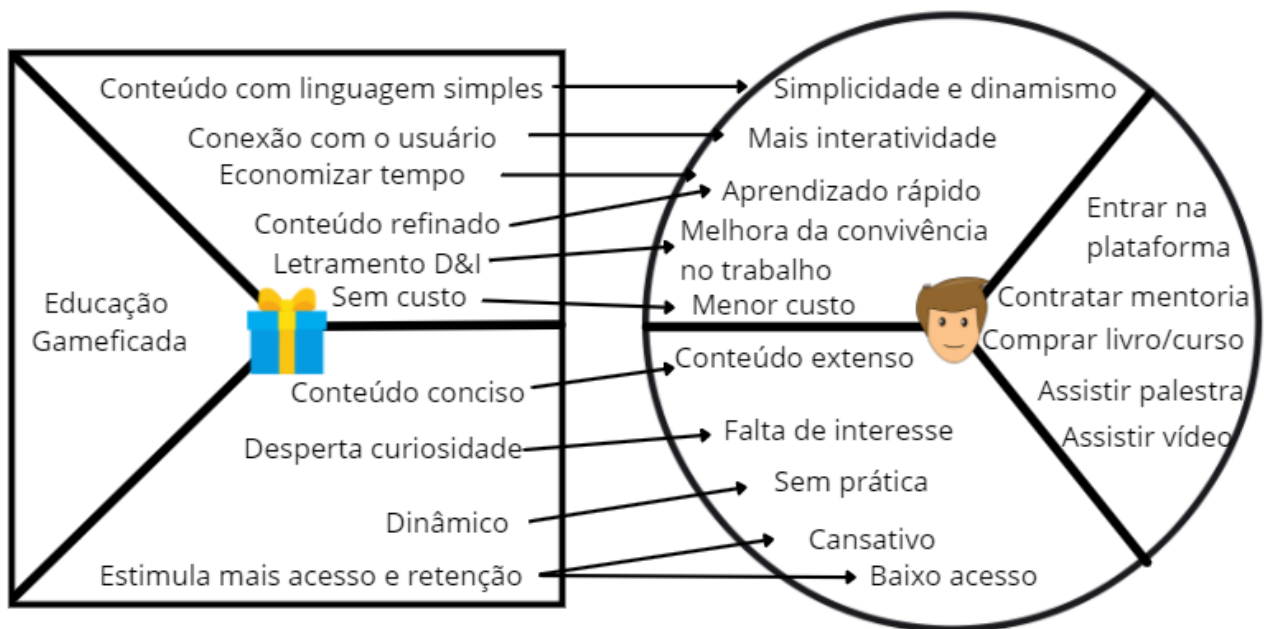 Conteúdo com linguagem simples
Conexão com o usuário
Economizar tempo
Conteúdo refinado
Letramento D&I
Sem custo
Educação
Gameficada
Conteúdo conciso
Desperta curiosidade
Dinâmico
Estimula mais acesso e retenção
Simplicidade e dinamismo
Mais interatividade
Aprendizado rápido
Melhora da convivência
no trabalho
Menor custo
Entrar na
plataforma
Contratar mentoria
Comprar livro/curso
Assistir palestra
Assistir vídeo
Conteúdo extenso
Falta de interesse
Sem prática
Cansativo
Baixo acesso